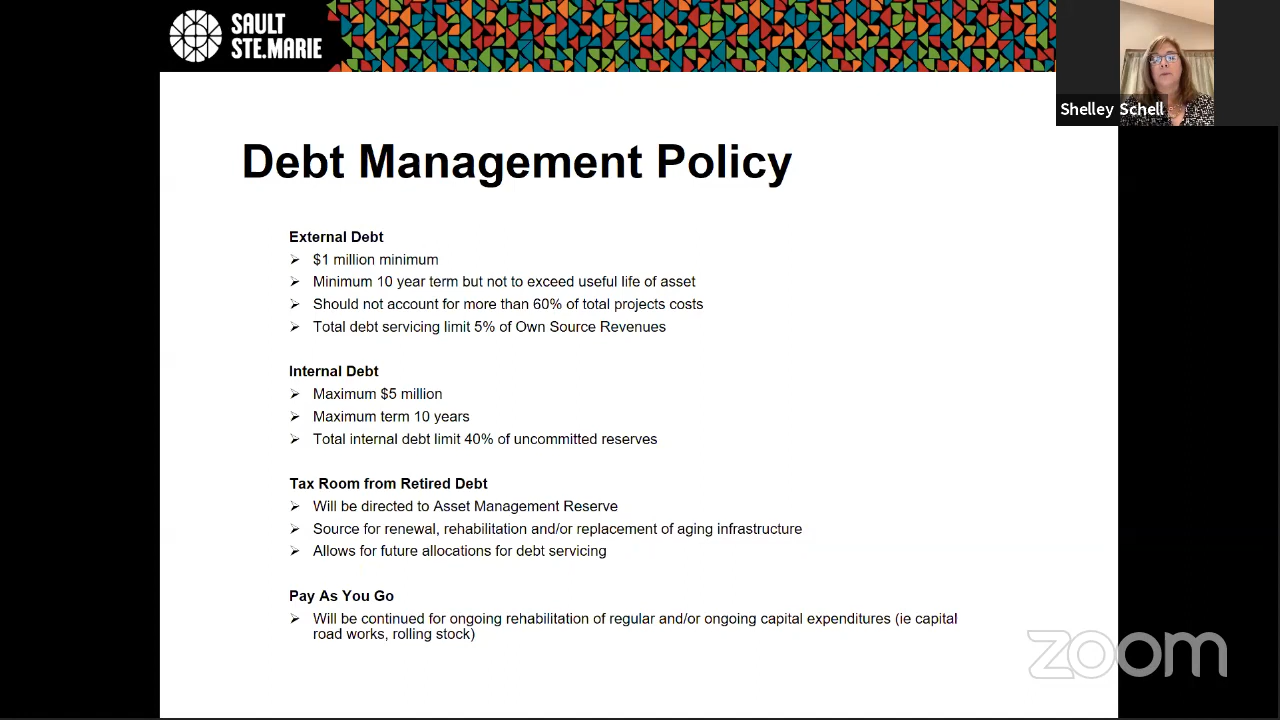 SAULT
STE.MARIE
Shelley Schell
Debt Management Policy
External Debt
➢ $1 million minimum
➢ Minimum 10 year term but not to exceed useful life of asset
➢ Should not account for more than 60% of total projects costs
➢ Total debt servicing limit 5% of Own Source Revenues
Internal Debt
➢ Maximum $5 million
➢ Maximum term 10 years
➢ Total internal debt limit 40% of uncommitted reserves
Tax Room from Retired Debt
➢ Will be directed to Asset Management Reserve
➢ Source for renewal, rehabilitation and/or replacement of aging infrastructure
➢ Allows for future allocations for debt servicing
Pay As You Go
➢ Will be continued for ongoing rehabilitation of regular and/or ongoing capital expenditures (ie capital
road works, rolling stock)
zoom